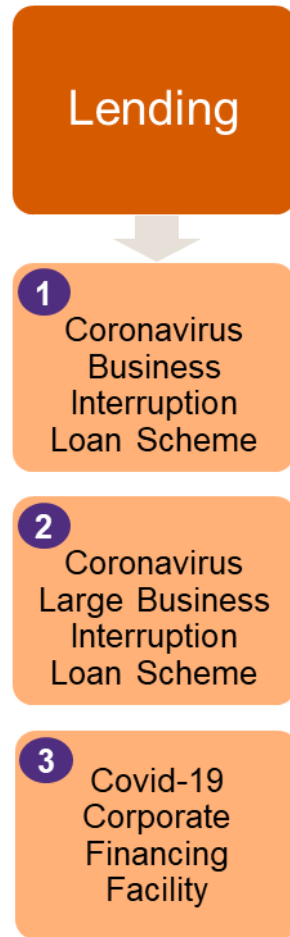 Lending
1
Coronavirus
Business
Interruption
Loan Scheme
2
Coronavirus
Large Business
Interruption
Loan Scheme
3
Covid-19
Corporate
Financing
Facility